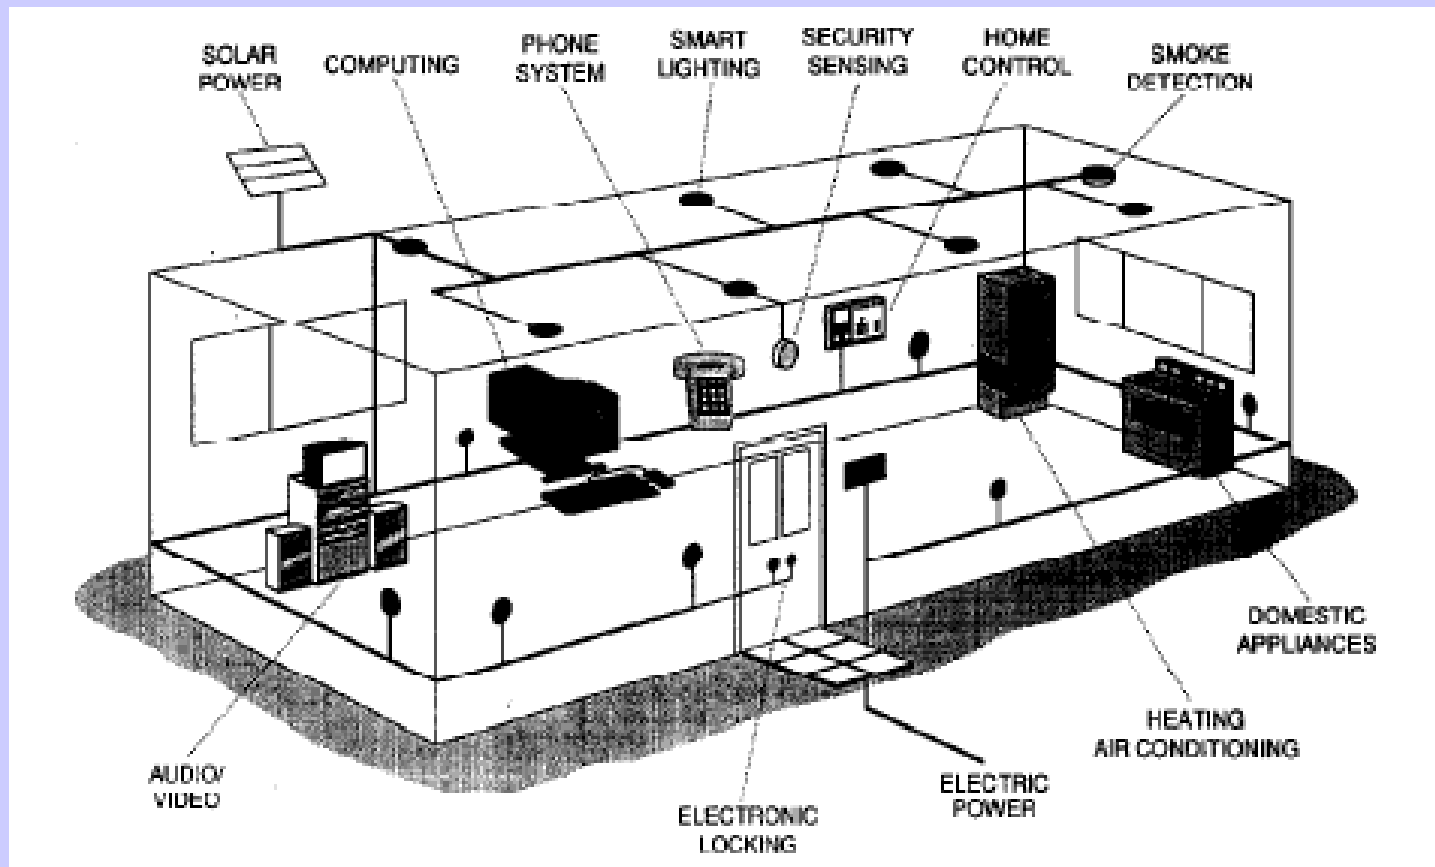 SOLAR
POWER
COMPUTING
PHONE
SYSTEM
SMART
LIGHTING
SECURITY
SENSING
HOME
CONTROL
SMOKE
DETECTION
DOMESTIC
APPLIANCES
HEATING
AIR CONDITIONING
ELECTRIC
POWER
ELECTRONIC
LOCKING
AUDIO/
VIDEO